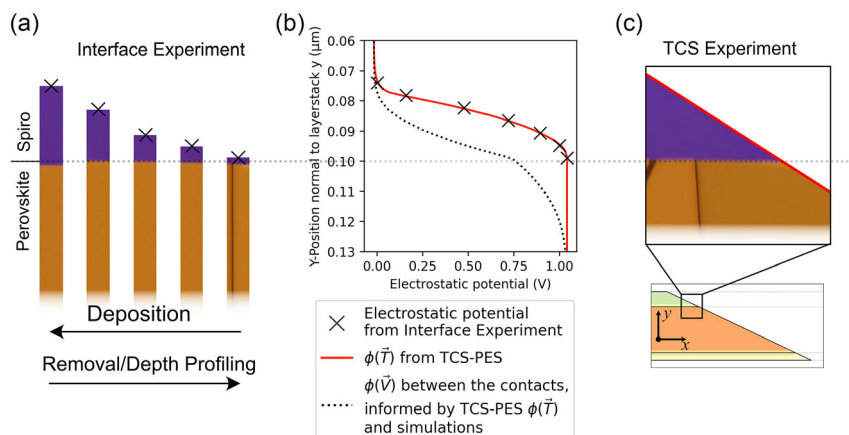 (a)
Interface Experiment
Spiro
Perovskite
Deposition
Removal/Depth Profiling
(b)
Y-Position normal to layerstack y (μm)
0.06
0.07
0.08
0.09
0.10
0.11
0.12
0.13
0.00 0.25 0.50 0.75 1.00
Electrostatic potential (V)
Electrostatic potential
from Interface Experiment
ϕ(T⃗) from TCS-PES
ϕ(V⃗) between the contacts,
informed by TCS-PES ϕ(T⃗)
and simulations
(c)
TCS Experiment
y
x